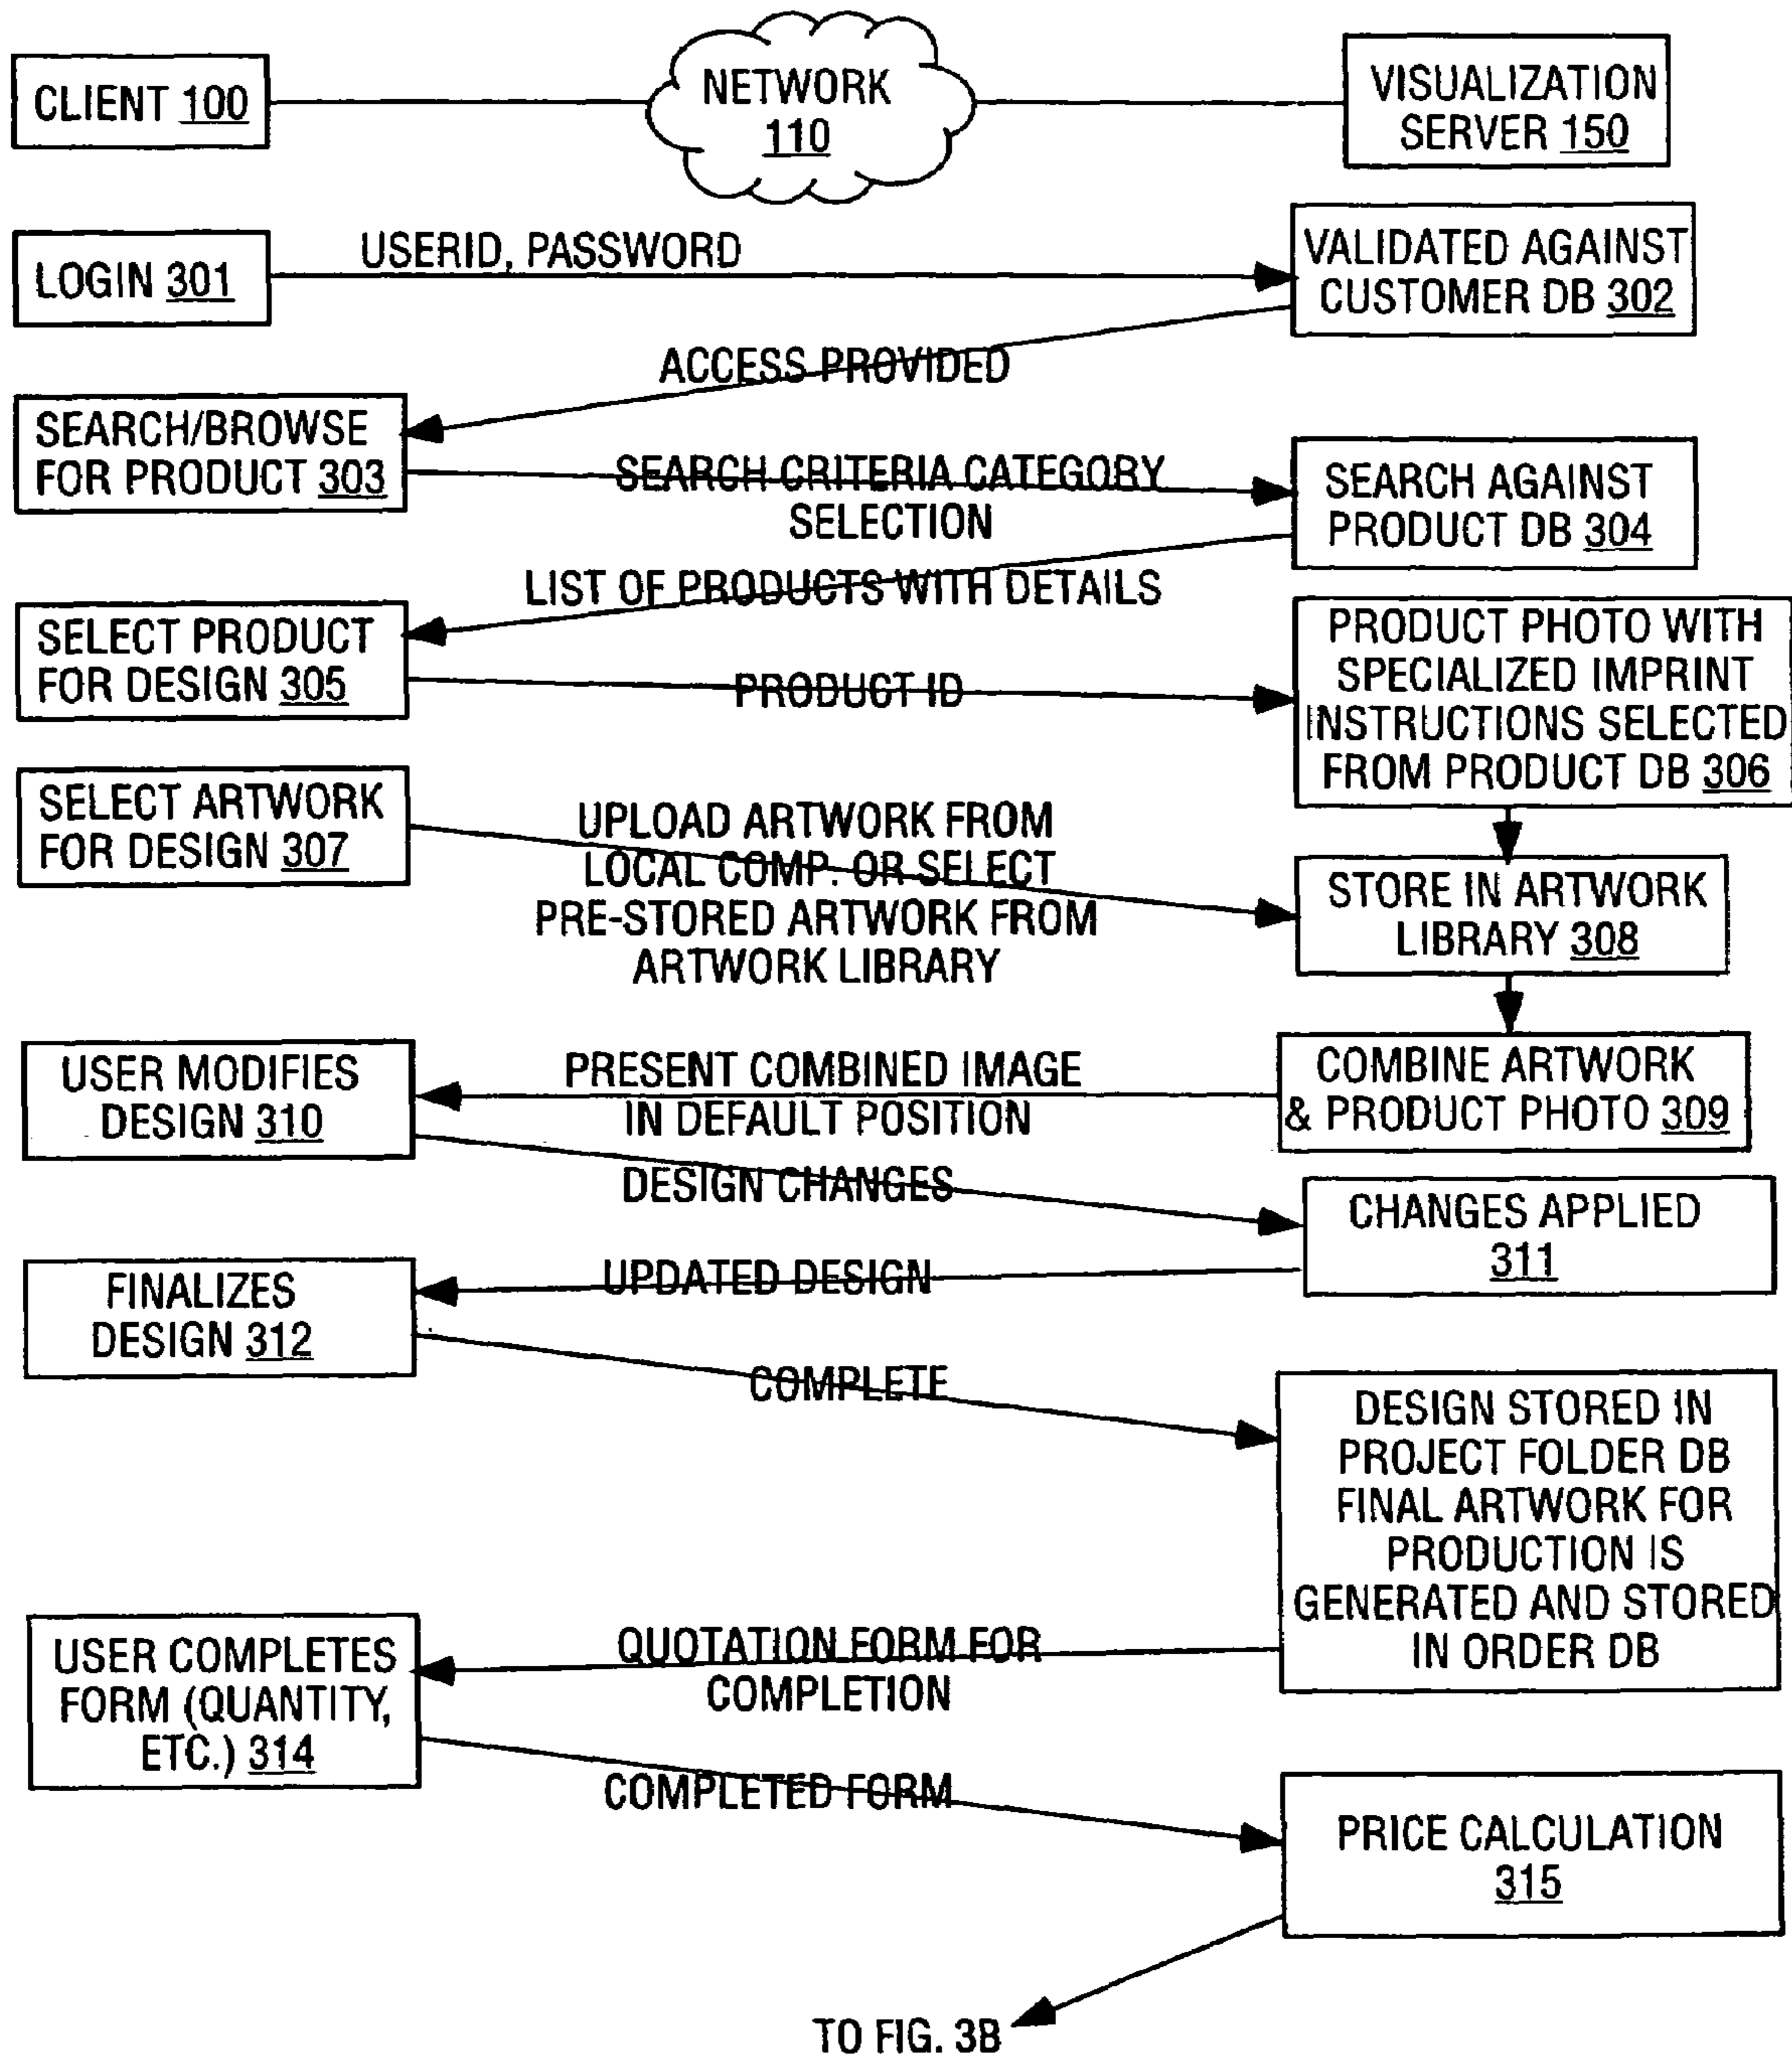 CLIENT 100
NETWORK
110
VISUALIZATION
SERVER 150
LOGIN 301
USERID, PASSWORD
VALIDATED AGAINST
CUSTOMER DB 302
ACCESS PROVIDED
SEARCH/BROWSE
FOR PRODUCT 303
SEARCH CRITERIA CATEGORY
SELECTION
SEARCH AGAINST
PRODUCT DB 304
LIST OF PRODUCTS WITH DETAILS
SELECT PRODUCT
FOR DESIGN 305
PRODUCT ID
PRODUCT PHOTO WITH
SPECIALIZED IMPRINT
INSTRUCTIONS SELECTED
FROM PRODUCT DB 306
SELECT ARTWORK
FOR DESIGN 307
UPLOAD ARTWORK FROM
LOCAL COMP. OR SELECT
PRE-STORED ARTWORK FROM
ARTWORK LIBRARY
STORE IN ARTWORK
LIBRARY 308
COMBINE ARTWORK
& PRODUCT PHOTO 309
PRESENT COMBINED IMAGE
IN DEFAULT POSITION
USER MODIFIES
DESIGN 310
DESIGN CHANGES
CHANGES APPLIED
311
UPDATED DESIGN
FINALIZES
DESIGN 312
COMPLETE
DESIGN STORED IN
PROJECT FOLDER DB
FINAL ARTWORK FOR
PRODUCTION IS
GENERATED AND STORED
IN ORDER DB
QUOTATION FORM FOR
COMPLETION
USER COMPLETES
FORM (QUANTITY,
ETC.) 314
COMPLETED FORM
PRICE CALCULATION
315
TO FIG. 3B